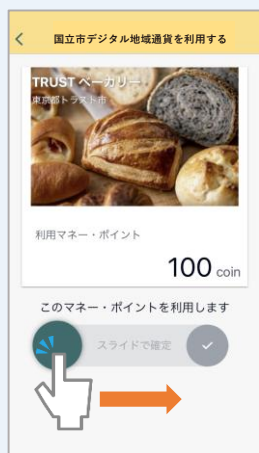 国立市デジタル地域通貨を利用する
TRUST ベーカリー
東京都トラスト市
利用マネー・ポイント
100 coin
このマネー・ポイントを利用します
スライドで確定